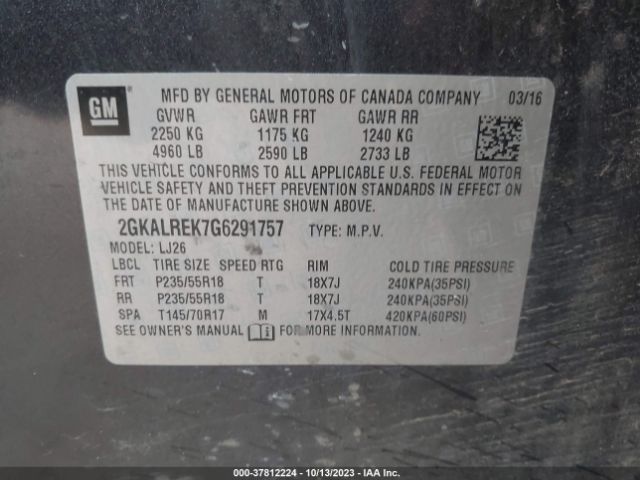 GM
MFD BY GENERAL MOTORS OF CANADA COMPANY 03/16
GVWR GAWR FRT GAWR RR
2250 KG 1175 KG 1240 KG
4960 LB 2590 LB 2733 LB
THIS VEHICLE CONFORMS TO ALL APPLICABLE U.S. FEDERAL MOTOR
VEHICLE SAFETY AND THEFT PREVENTION STANDARDS IN EFFECT ON
THE DATE OF MANUFACTURE SHOWN ABOVE.
2GKALREK7G6291757 TYPE: M.P.V.
MODEL: LJ26
LBCL TIRE SIZE SPEED RTG RIM COLD TIRE PRESSURE
FRT P235/55R18 T 18X7J 240KPA(35PSI)
RR P235/55R18 T 18X7J 240KPA(35PSI)
SPA T145/70R17 M 17X4.5T 420KPA(60PSI)
SEE OWNER'S MANUAL FOR MORE INFORMATION.
000-37812224 | 10/13/2023 | IAA Inc.